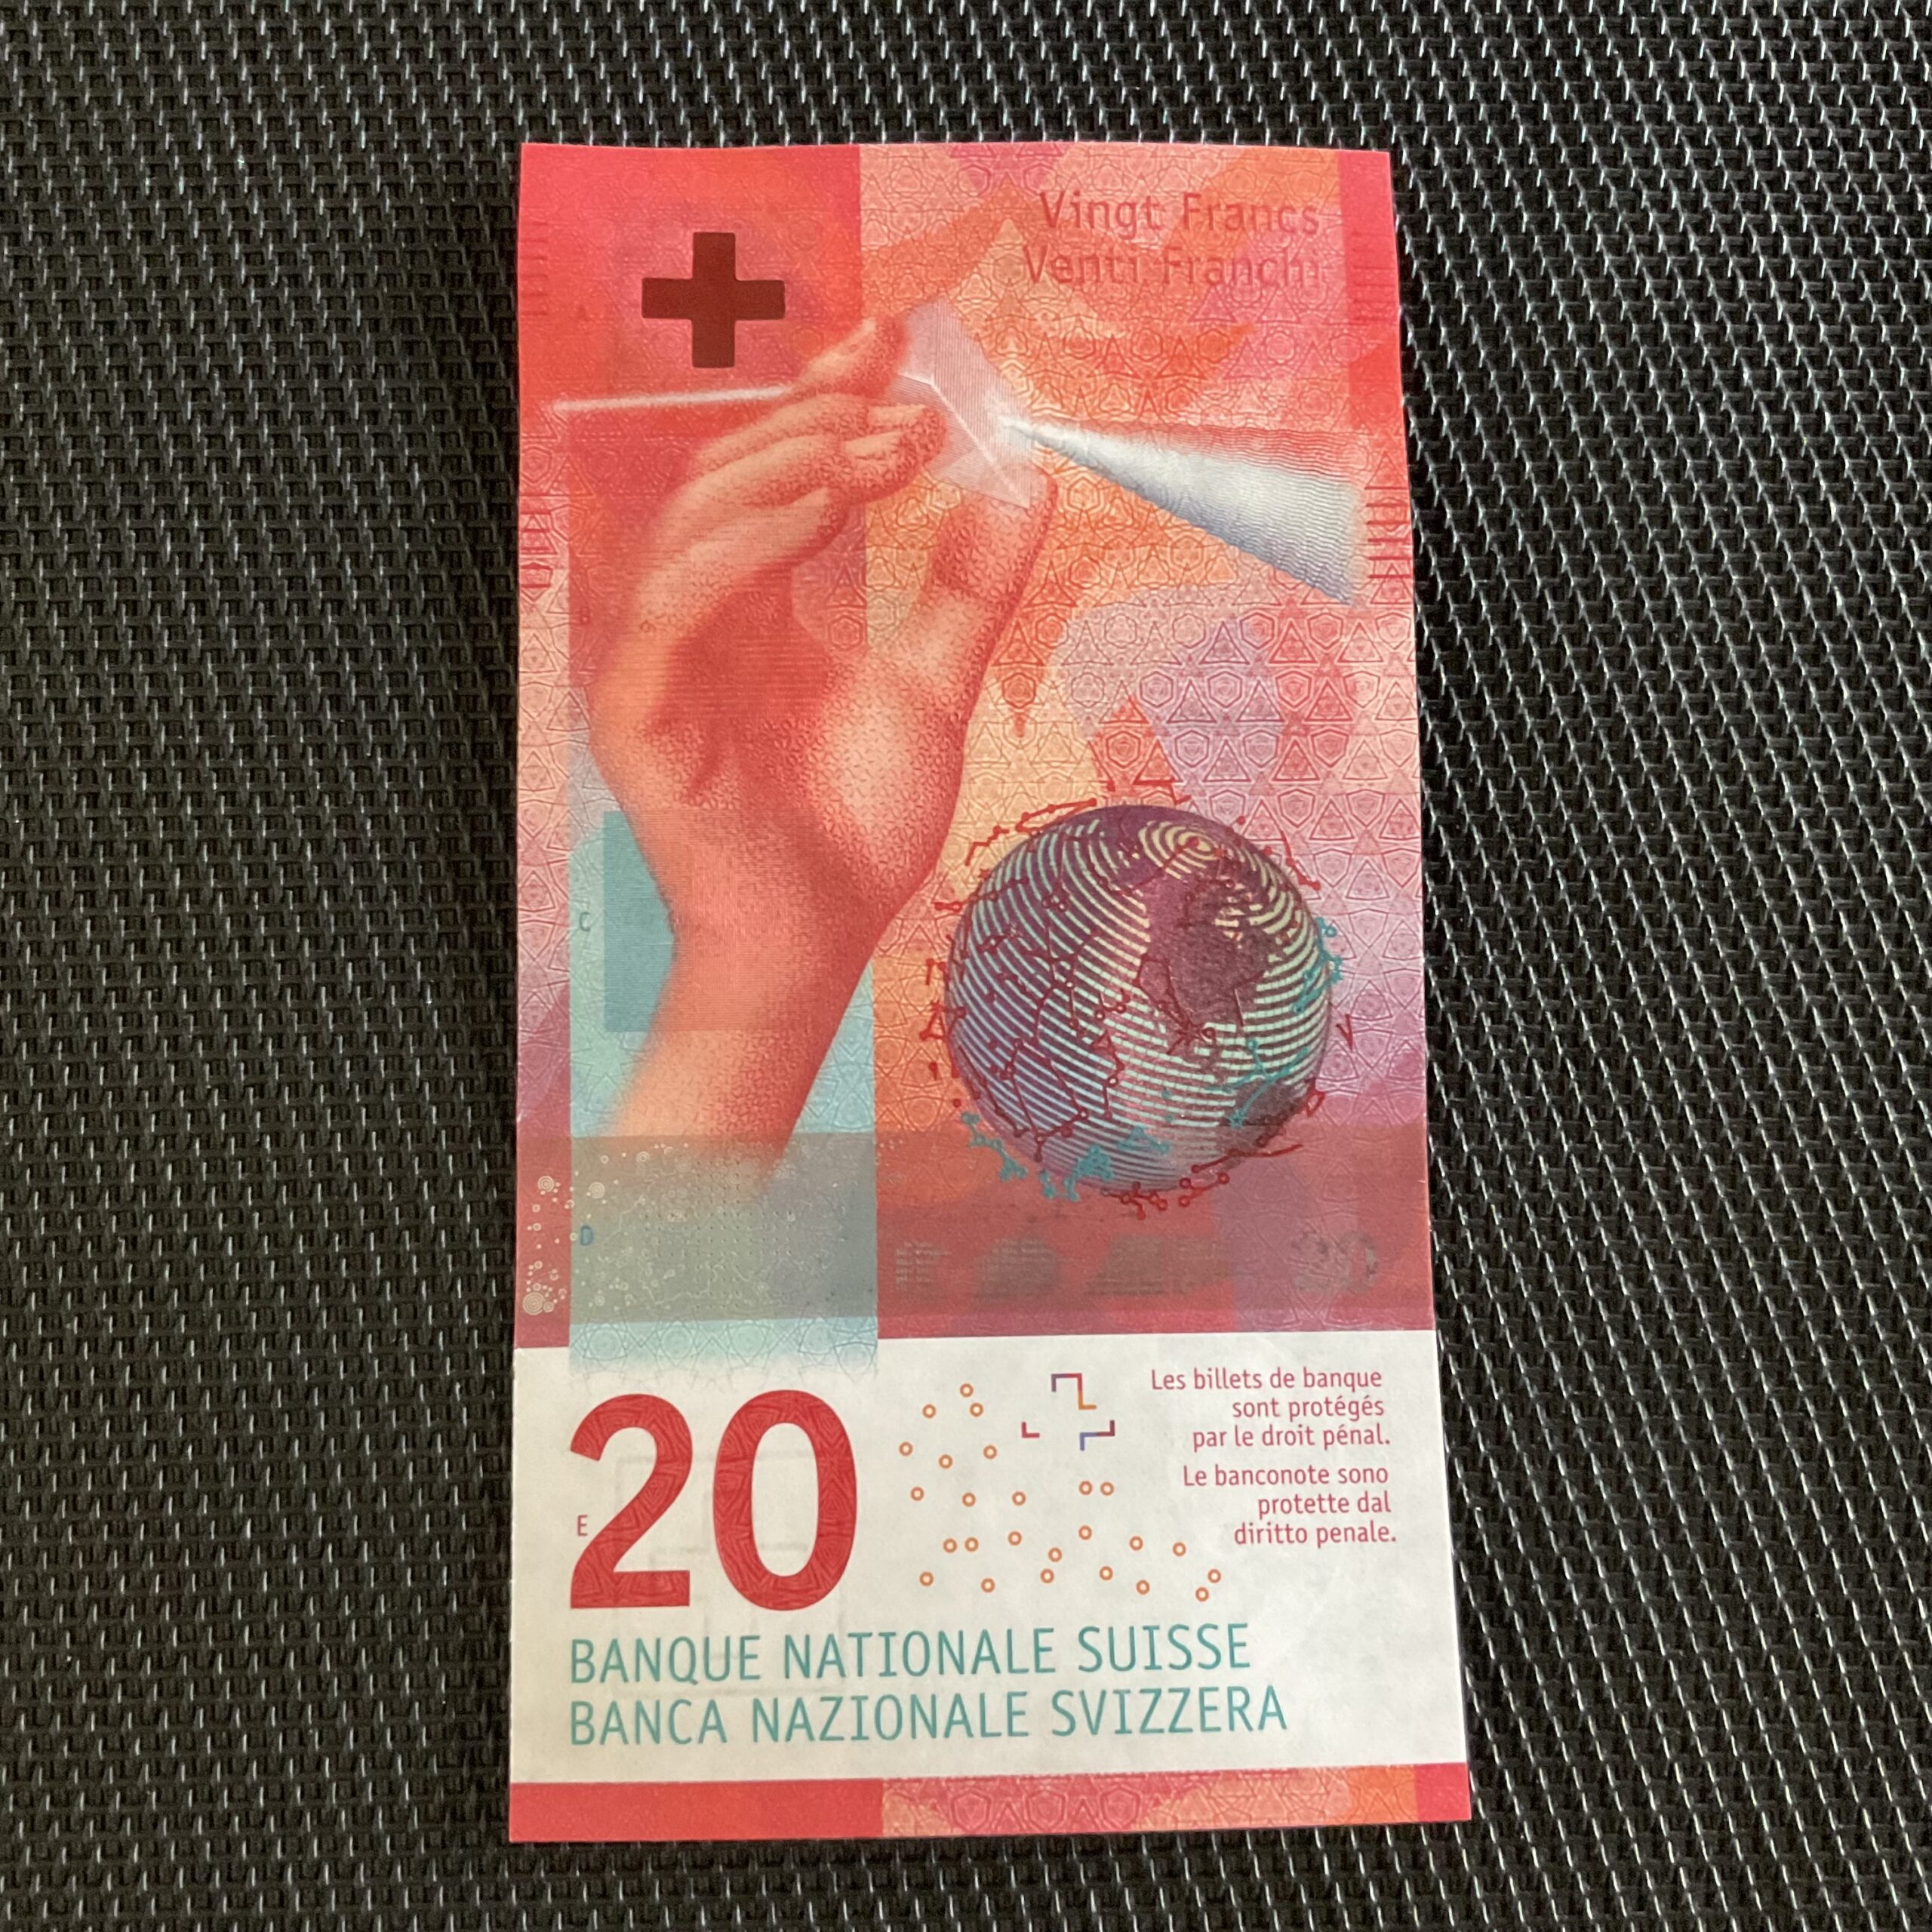 Vingt Francs
Venti Franchi
A
C
D
20
Les billets de banque
sont protégés
par le droit pénal.
Le banconote sono
protette dal
diritto penale.
E
20
BANQUE NATIONALE SUISSE
BANCA NAZIONALE SVIZZERA